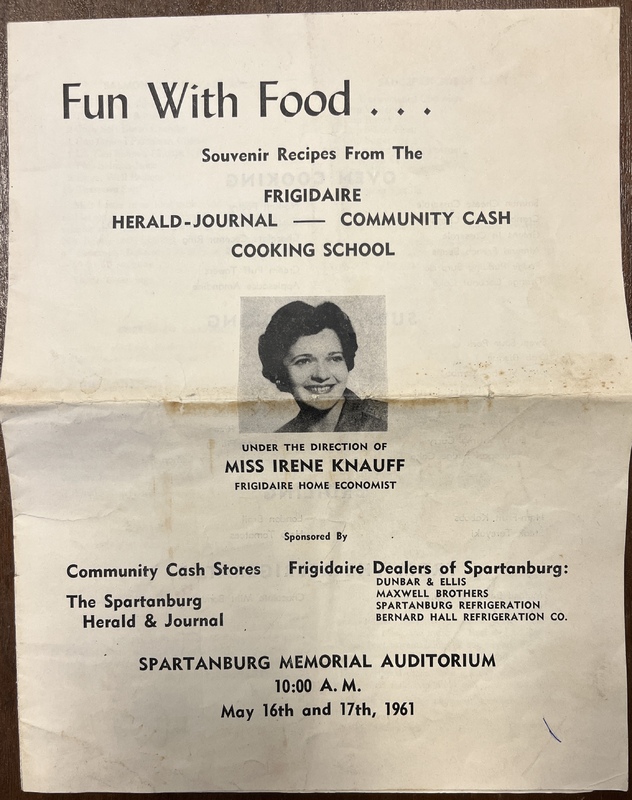 Fun With Food . . .
Souvenir Recipes From The
FRIGIDAIRE
HERALD-JOURNAL — COMMUNITY CASH
COOKING SCHOOL
UNDER THE DIRECTION OF
MISS IRENE KNAUFF
FRIGIDAIRE HOME ECONOMIST
Sponsored By
Community Cash Stores
The Spartanburg
Herald & Journal
Frigidaire Dealers of Spartanburg:
DUNBAR & ELLIS
MAXWELL BROTHERS
SPARTANBURG REFRIGERATION
BERNARD HALL REFRIGERATION CO.
SPARTANBURG MEMORIAL AUDITORIUM
10:00 A. M.
May 16th and 17th, 1961